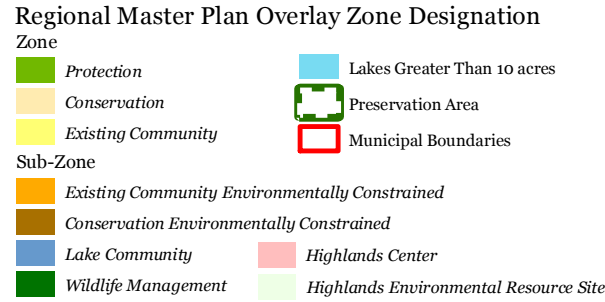 Regional Master Plan Overlay Zone Designation
Zone
Protection
Conservation
Existing Community
Lakes Greater Than 10 acres
Preservation Area
Municipal Boundaries
Sub-Zone
Existing Community Environmentally Constrained
Conservation Environmentally Constrained
Lake Community
Wildlife Management
Highlands Center
Highlands Environmental Resource Site